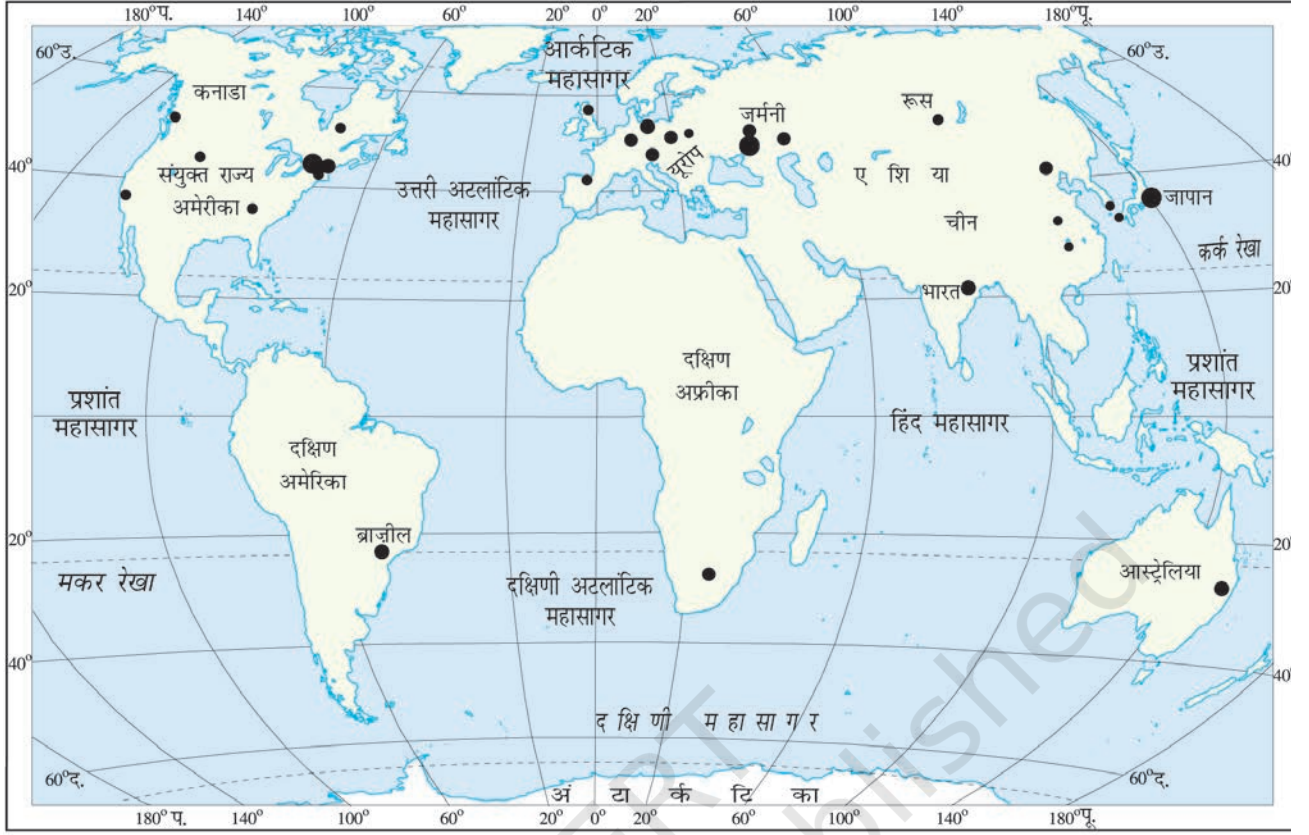 180°प. 140° 100° 60° 20° 0° 20° 60° 100° 140° 180°पू.
60°उ.
60°उ.
आर्कटिक
महासागर
कनाडा
जर्मनी
रूस
40°
40°
संयुक्त राज्य
अमेरीका
उत्तरी अटलांटिक
महासागर
यूरोप
ए शि या
जापान
चीन
कर्क रेखा
20°
20°
भारत
दक्षिण
अफ्रीका
प्रशांत
महासागर
प्रशांत
महासागर
हिंद महासागर
दक्षिण
अमेरिका
ब्राज़ील
20°
20°
मकर रेखा
दक्षिणी अटलांटिक
महासागर
आस्ट्रेलिया
40°
40°
द क्षि णी म हा सा ग र
60°द.
60°द.
अं टा र्क टि का
180°प. 140° 100° 60° 20° 0° 20° 60° 100° 140° 180°पू.
blished